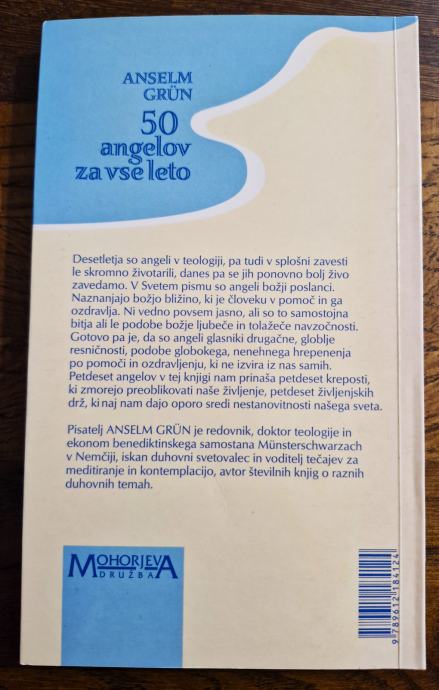 ANSELM
GRÜN
50
angelov
za vse leto
Desetletja so angeli v teologiji, pa tudi v splošni zavesti
le skromno životarili, danes pa se jih ponovno bolj živo
zavedamo. V Svetem pismu so angeli božji poslanci.
Naznanjajo božjo bližino, ki je človeku v pomoč in ga
ozdravlja. Ni vedno povsem jasno, ali so to samostojna
bitja ali le podobe božje ljubeče in tolažeče navzočnosti.
Gotovo pa je, da so angeli glasniki drugačne, globlje
resničnosti, podobe globokega, nenehnega hrepenenja
po pomoči in ozdravljenju, ki ne izvira iz nas samih.
Petdeset angelov v tej knjigi nam prinaša petdeset kreposti,
ki zmorejo preoblikovati naše življenje, petdeset življenjskih
drž, ki naj nam dajo oporo sredi nestanovitnosti našega sveta.
Pisatelj ANSELM GRÜN je redovnik, doktor teologije in
ekonom benediktinskega samostana Münsterschwarzach
v Nemčiji, iskan duhovni svetovalec in voditelj tečajev za
meditiranje in kontemplacijo, avtor številnih knjig o raznih
duhovnih temah.
MOHORJEVA
DRUŽBA
9789612184124